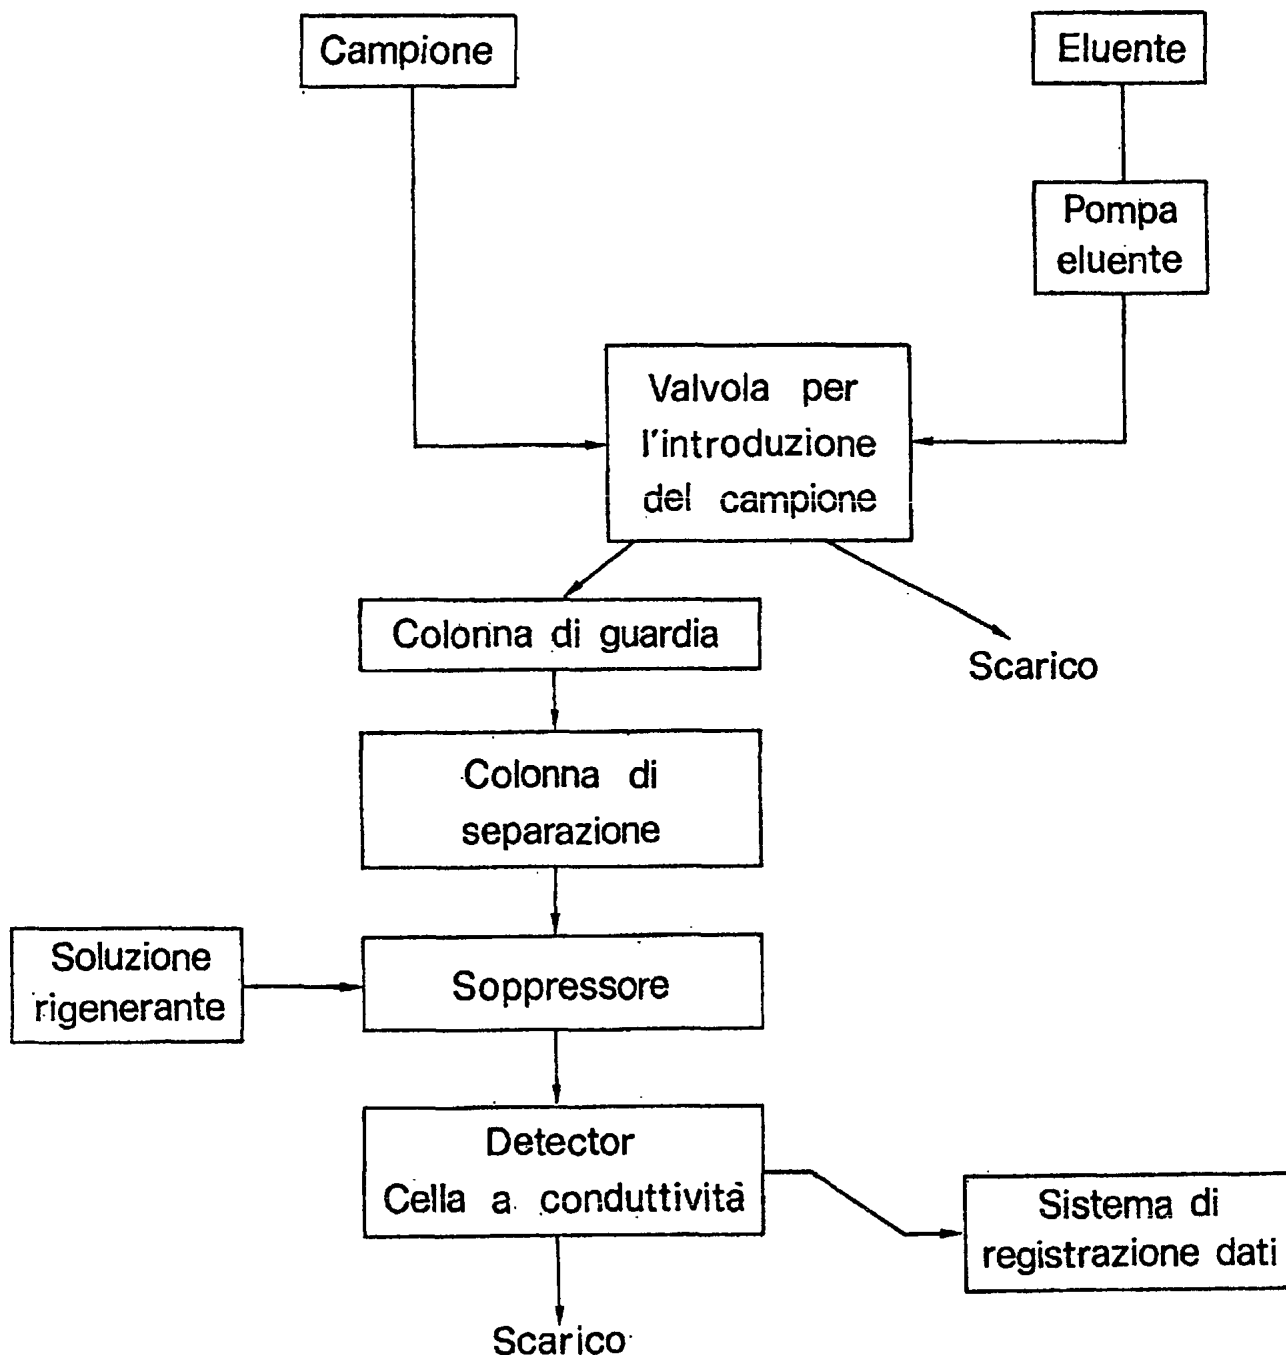 Campione
Eluente
Pompa
eluente
Valvola per
l'introduzione
del campione
Colonna di guardia
Scarico
Colonna di
separazione
Soluzione
rigenerante
Soppressore
Detector
Cella a conduttività
Sistema di
registrazione dati
Scarico